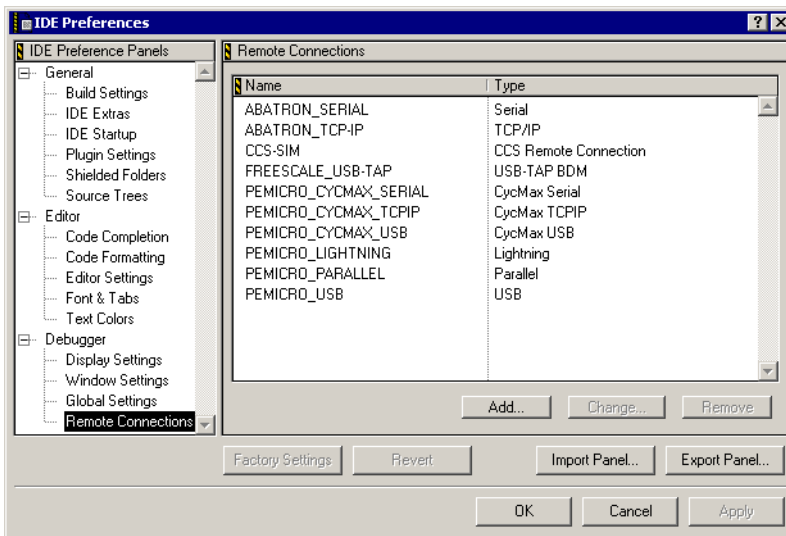 IDE Preferences
IDE Preference Panels
General
Build Settings
IDE Extras
IDE Startup
Plugin Settings
Shielded Folders
Source Trees
Editor
Code Completion
Code Formatting
Editor Settings
Font & Tabs
Text Colors
Debugger
Display Settings
Window Settings
Global Settings
Remote Connections
Remote Connections
Name Type
ABATRON_SERIAL Serial
ABATRON_TCP-IP TCP/IP
CCS-SIM CCS Remote Connection
FREESCALE_USB-TAP USB-TAP BDM
PEMICRO_CYCMAX_SERIAL CycMax Serial
PEMICRO_CYCMAX_TCPIP CycMax TCPIP
PEMICRO_CYCMAX_USB CycMax USB
PEMICRO_LIGHTNING Lightning
PEMICRO_PARALLEL Parallel
PEMICRO_USB USB
Add... Change... Remove
Factory Settings Revert Import Panel... Export Panel...
OK Cancel Apply